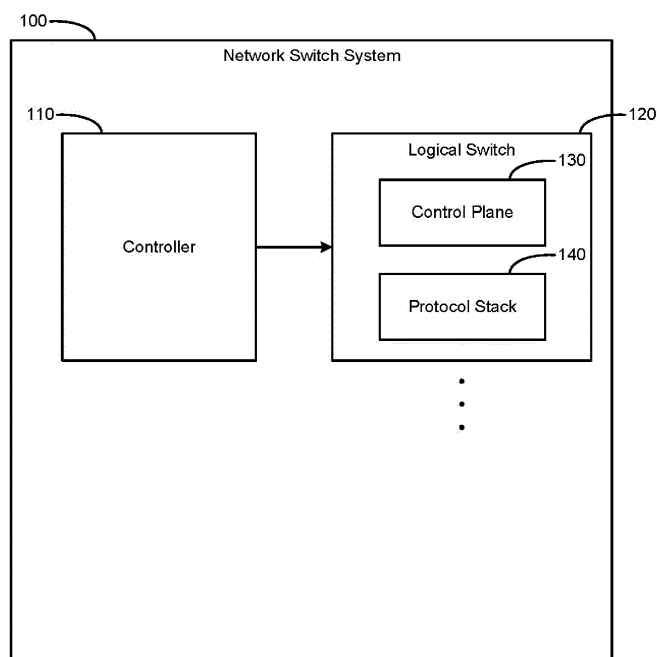 100
Network Switch System
110
120
Logical Switch
130
Control Plane
Controller
140
Protocol Stack